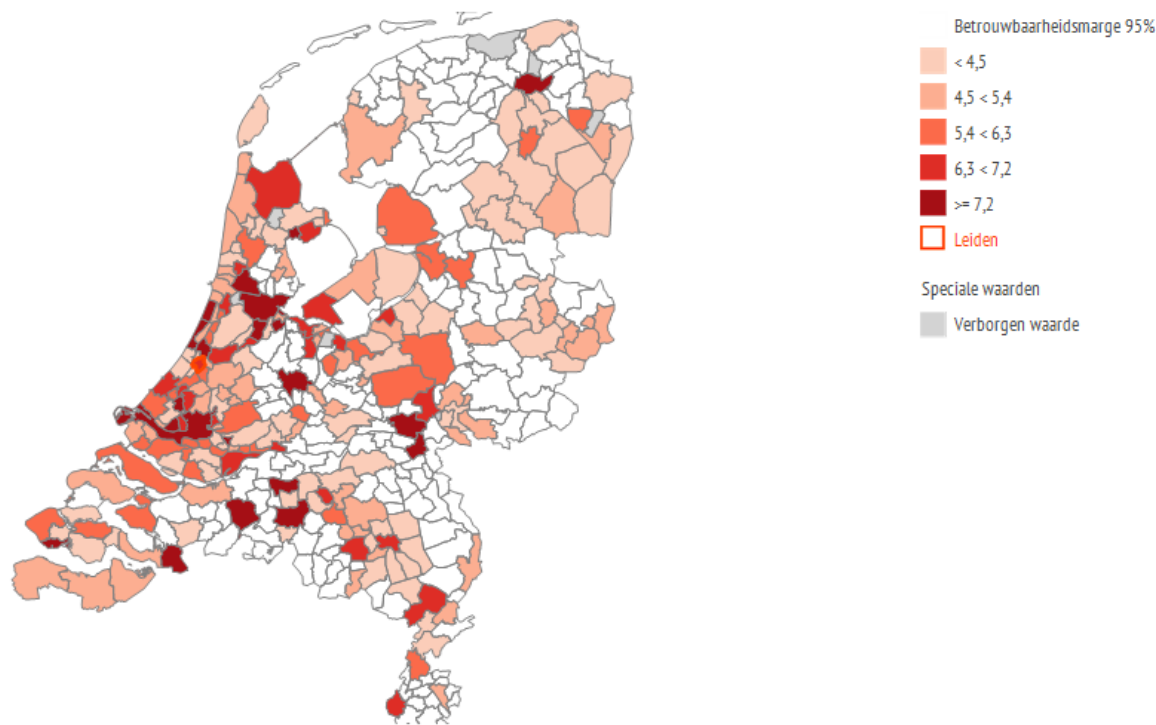 Betrouwbaarheidsmarge 95%
< 4,5
4,5 < 5,4
5,4 < 6,3
6,3 < 7,2
>= 7,2
Leiden
Speciale waarden
Verborgen waarde